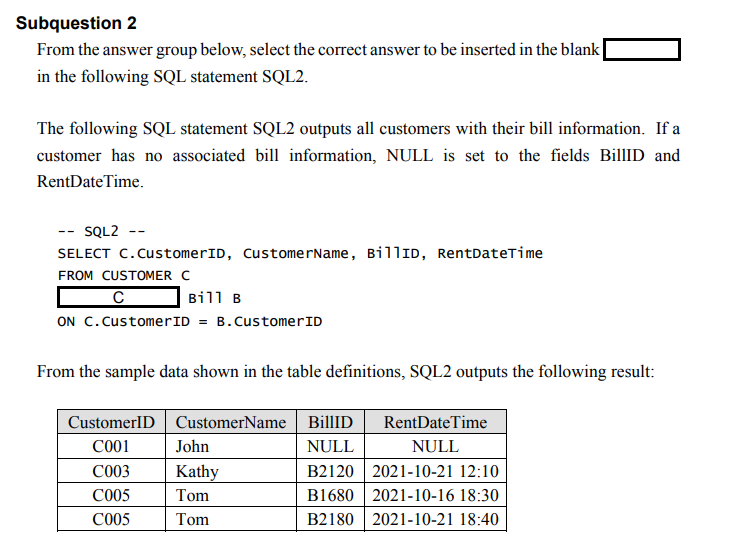 Subquestion 2
From the answer group below, select the correct answer to be inserted in the blank
in the following SQL statement SQL2.
The following SQL statement SQL2 outputs all customers with their bill information. If a
customer has no associated bill information, NULL is set to the fields BillID and
RentDateTime.
-- SQL2 --
SELECT C.CustomerID, CustomerName, BillID, RentDateTime
FROM CUSTOMER C
C Bill B
ON C.CustomerID = B.CustomerID
From the sample data shown in the table definitions, SQL2 outputs the following result:
CustomerID CustomerName BillID RentDateTime
C001 John NULL NULL
C003 Kathy B2120 2021-10-21 12:10
C005 Tom B1680 2021-10-16 18:30
C005 Tom B2180 2021-10-21 18:40